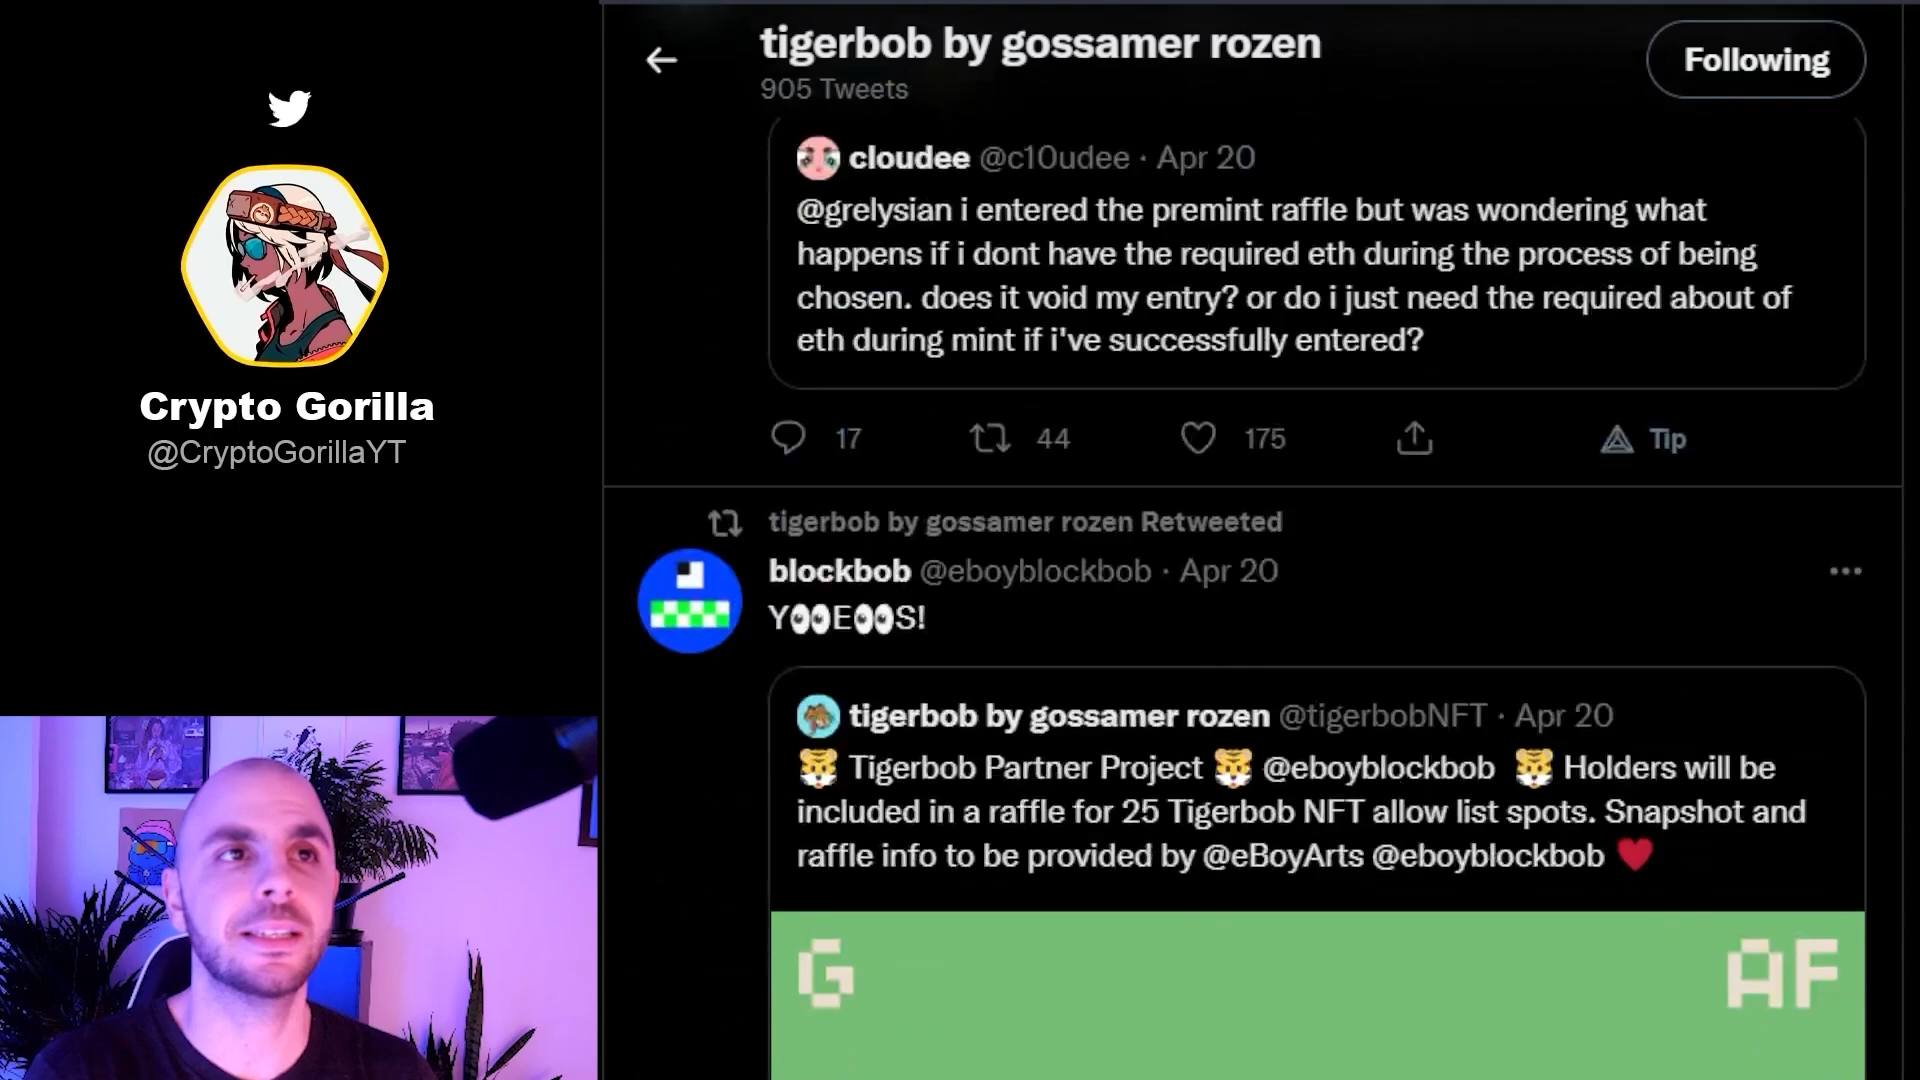 Crypto Gorilla
@CryptoGorillaYT
tigerbob by gossamer rozen
905 Tweets
Following
cloudee @c10udee · Apr 20
@grelysian i entered the premint raffle but was wondering what
happens if i dont have the required eth during the process of being
chosen. does it void my entry? or do i just need the required about of
eth during mint if i've successfully entered?
17 44 175 Tip
tigerbob by gossamer rozen Retweeted
blockbob @eboyblockbob · Apr 20
Y👀E👀S!
tigerbob by gossamer rozen @tigerbobNFT · Apr 20
🐯 Tigerbob Partner Project 🐯 @eboyblockbob 🐯 Holders will be
included in a raffle for 25 Tigerbob NFT allow list spots. Snapshot and
raffle info to be provided by @eBoyArts @eboyblockbob ♥️
G AF